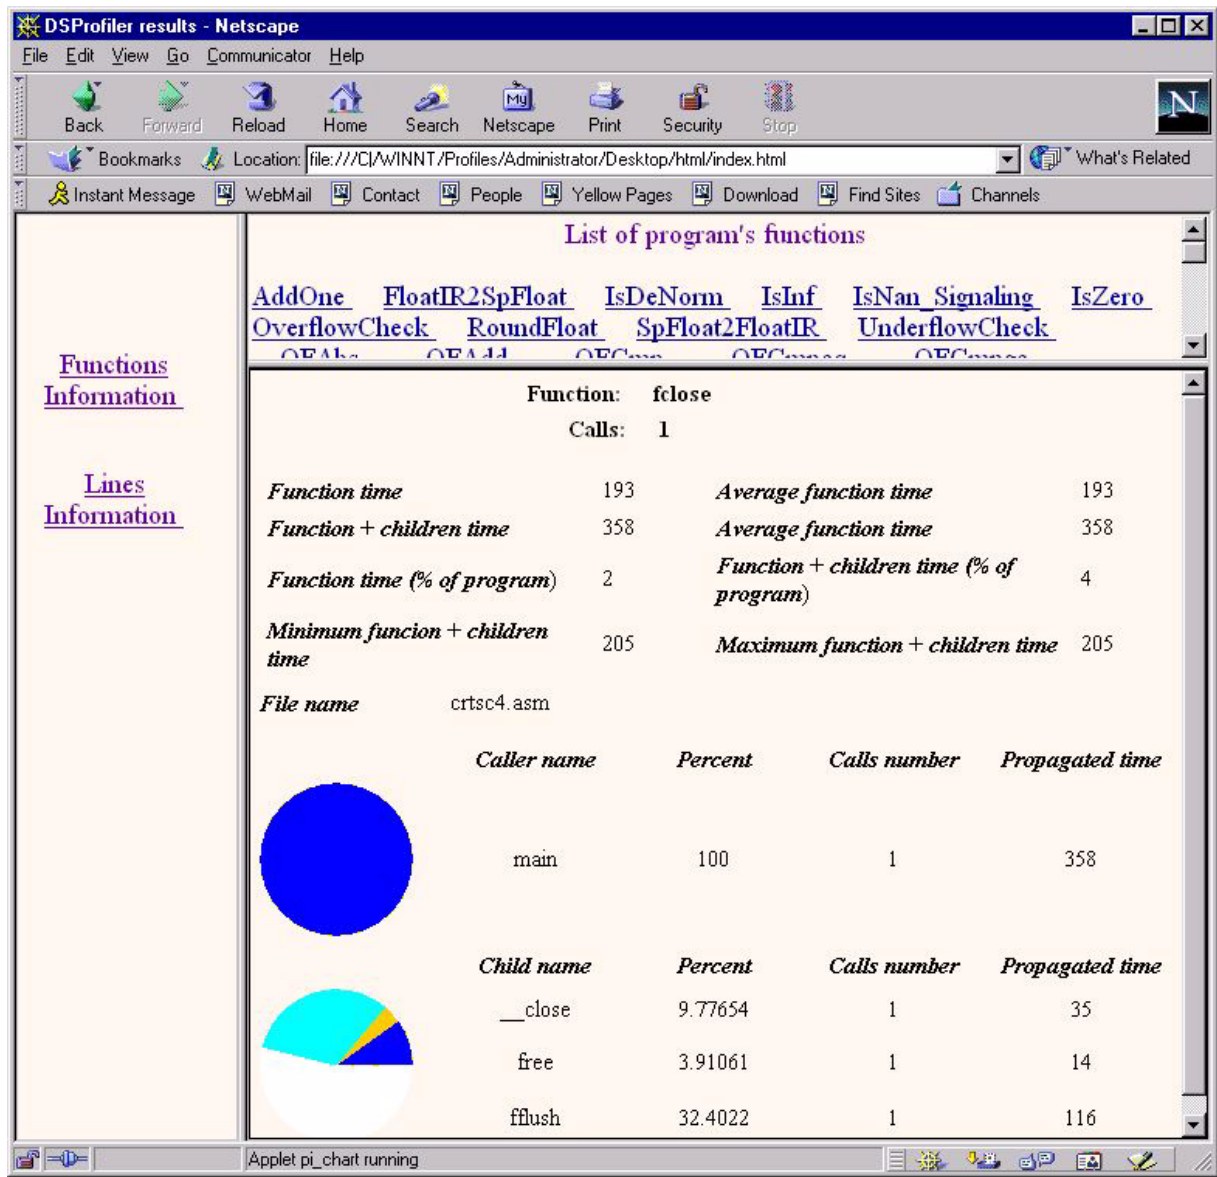 DSProfiler results - Netscape
File Edit View Go Communicator Help
Back Forward Reload Home Search Netscape Print Security Stop
My
N
Bookmarks Location: file:///C|/WINNT/Profiles/Administrator/Desktop/html/index.html What's Related
Instant Message WebMail Contact People Yellow Pages Download Find Sites Channels
Functions
Information
Lines
Information
List of program's functions
AddOne FloatIR2SpFloat IsDeNorm IsInf IsNan_Signaling IsZero
OverflowCheck RoundFloat SpFloat2FloatIR UnderflowCheck
Function: fclose
Calls: 1
Function time 193 Average function time 193
Function + children time 358 Average function time 358
Function time (% of program) 2 Function + children time (% of
program) 4
Minimum funcion + children
time 205 Maximum function + children time 205
File name crtsc4.asm
Caller name Percent Calls number Propagated time
main 100 1 358
Child name Percent Calls number Propagated time
__close 9.77654 1 35
free 3.91061 1 14
fflush 32.4022 1 116
Applet pi_chart running